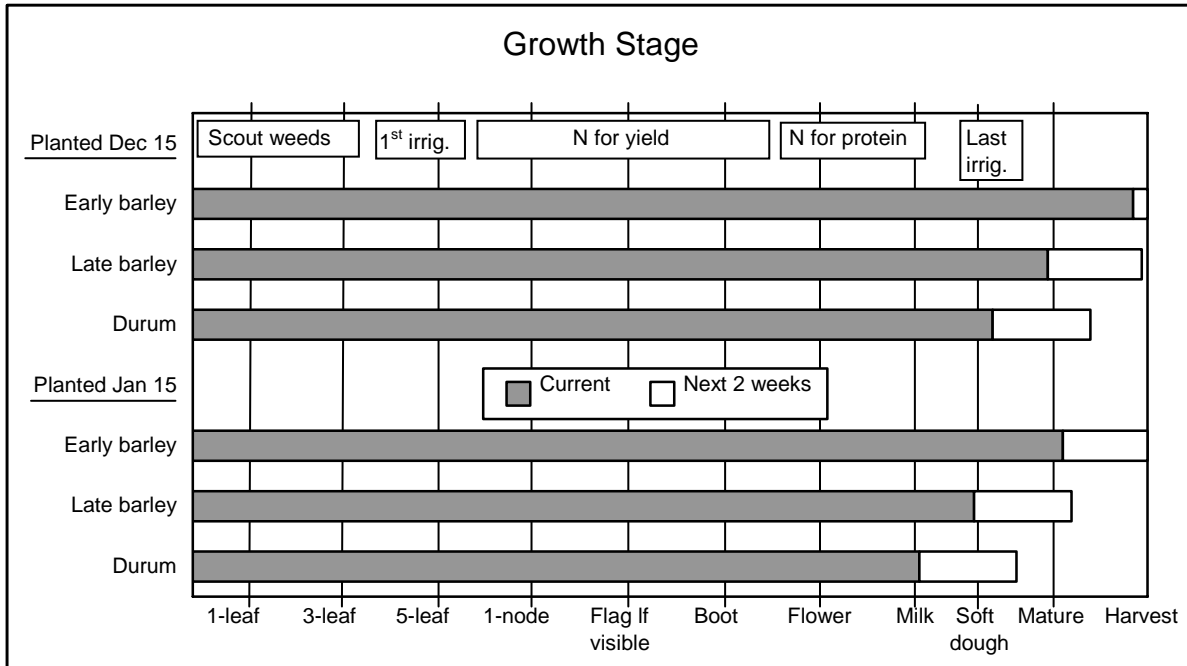 Growth Stage
Planted Dec 15
Scout weeds
1st irrig.
N for yield
N for protein
Last
irrig.
Early barley
Late barley
Durum
Planted Jan 15
Current
Next 2 weeks
Early barley
Late barley
Durum
1-leaf
3-leaf
5-leaf
1-node
Flag lf
visible
Boot
Flower
Milk
Soft
dough
Mature
Harvest